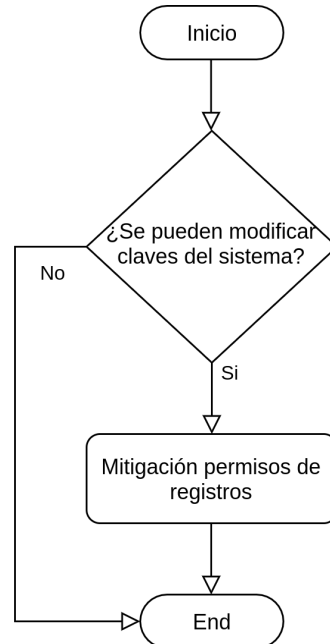 Inicio
¿Se pueden modificar
claves del sistema?
No
Si
Mitigación permisos de
registros
End